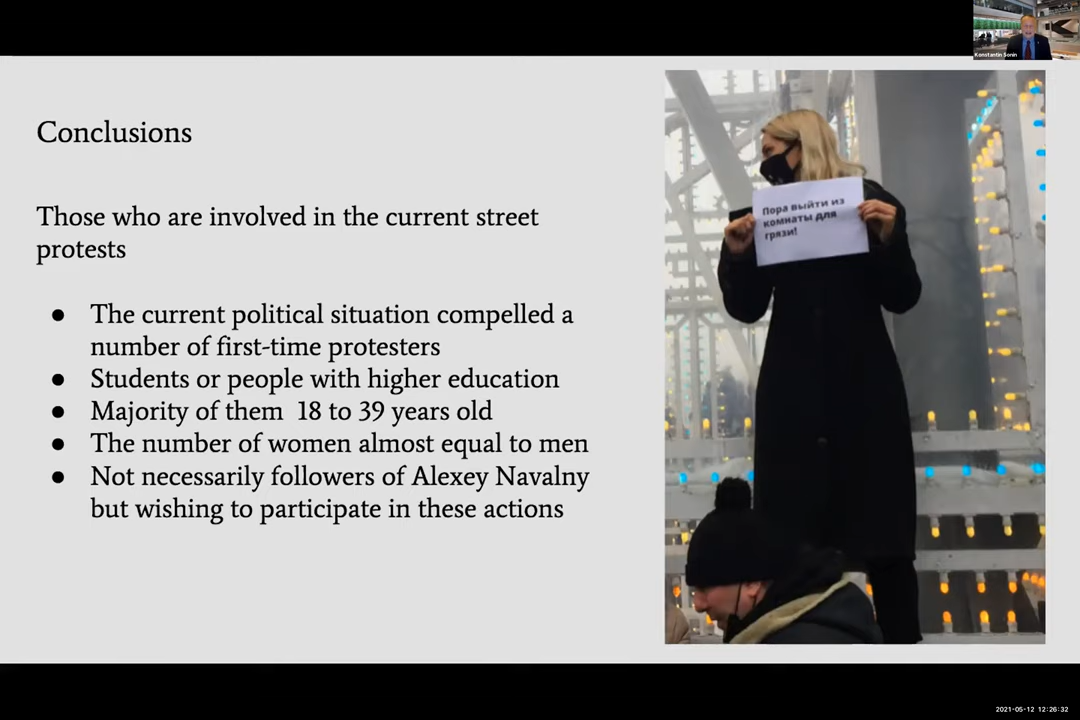 Konstantin Sonin
Conclusions
Those who are involved in the current street
protests
● The current political situation compelled a
number of first-time protesters
● Students or people with higher education
● Majority of them 18 to 39 years old
● The number of women almost equal to men
● Not necessarily followers of Alexey Navalny
but wishing to participate in these actions
Пора выйти из
комнаты для
грязи!
2021-05-12 12:26:32